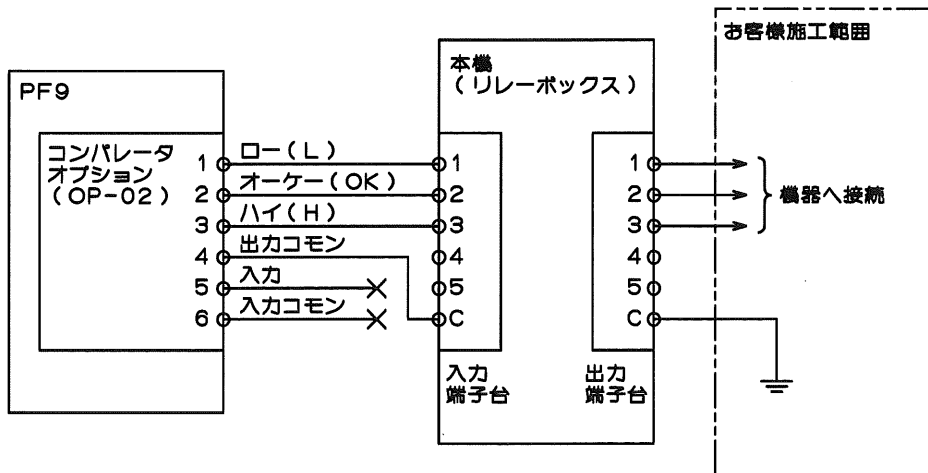 お客様施工範囲
本機
(リレーボックス)
PF9
コンパレータ
オプション
(OP-02)
1 ロー(L) 1
2 オーケー(OK) 2
3 ハイ(H) 3
4 出力コモン 4
5 入力 5
6 入力コモン C
1
2
3
4
5
C
機器へ接続
入力
端子台
出力
端子台